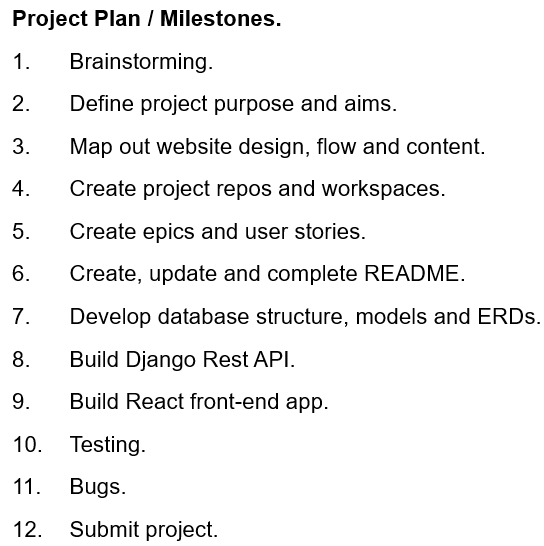 Project Plan / Milestones.
1. Brainstorming.
2. Define project purpose and aims.
3. Map out website design, flow and content.
4. Create project repos and workspaces.
5. Create epics and user stories.
6. Create, update and complete README.
7. Develop database structure, models and ERDs.
8. Build Django Rest API.
9. Build React front-end app.
10. Testing.
11. Bugs.
12. Submit project.